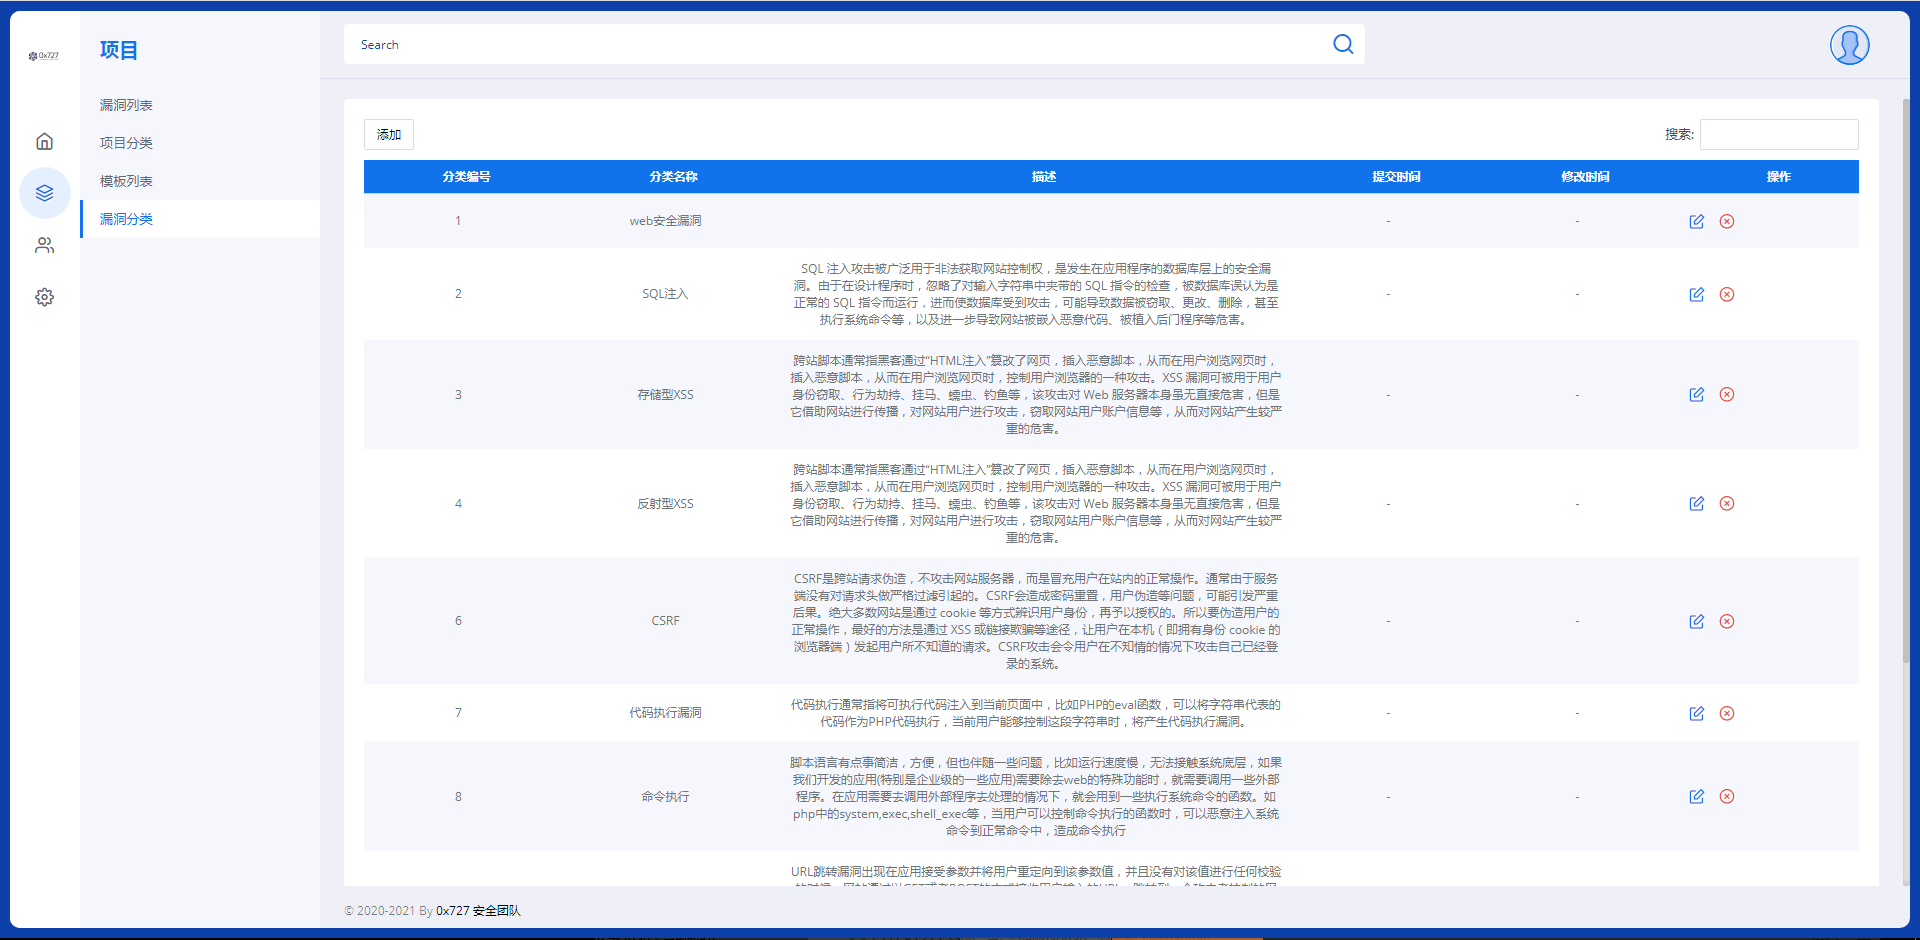 0x727
项目
漏洞列表
项目分类
模板列表
漏洞分类
Search
添加
搜索:
分类编号 分类名称 描述 提交时间 修改时间 操作
1 web安全漏洞 - -
SQL 注入攻击被广泛用于非法获取网站控制权，是发生在应用程序的数据库层上的安全漏
洞。由于在设计程序时，忽略了对输入字符串中夹带的 SQL 指令的检查，被数据库误认为是
正常的 SQL 指令而运行，进而使数据库受到攻击，可能导致数据被窃取、更改、删除，甚至
执行系统命令等，以及进一步导致网站被嵌入恶意代码、被植入后门程序等危害。
2 SQL注入 - -
跨站脚本通常指黑客通过“HTML注入”篡改了网页，插入恶意脚本，从而在用户浏览网页时，
插入恶意脚本，从而在用户浏览网页时，控制用户浏览器的一种攻击。XSS 漏洞可被用于用户
身份窃取、行为劫持、挂马、蠕虫、钓鱼等，该攻击对 Web 服务器本身虽无直接危害，但是
它借助网站进行传播，对网站用户进行攻击，窃取网站用户账户信息等，从而对网站产生较严
重的危害。
3 存储型XSS - -
跨站脚本通常指黑客通过“HTML注入”篡改了网页，插入恶意脚本，从而在用户浏览网页时，
插入恶意脚本，从而在用户浏览网页时，控制用户浏览器的一种攻击。XSS 漏洞可被用于用户
身份窃取、行为劫持、挂马、蠕虫、钓鱼等，该攻击对 Web 服务器本身虽无直接危害，但是
它借助网站进行传播，对网站用户进行攻击，窃取网站用户账户信息等，从而对网站产生较严
重的危害。
4 反射型XSS - -
CSRF是跨站请求伪造，不攻击网站服务器，而是冒充用户在站内的正常操作。通常由于服务
端没有对请求头做严格过滤引起的。CSRF会造成密码重置，用户伪造等问题，可能引发严重
后果。绝大多数网站是通过 cookie 等方式辨识用户身份，再予以授权的。所以要伪造用户的
正常操作，最好的方法是通过 XSS 或链接欺骗等途径，让用户在本机（即拥有身份 cookie 的
浏览器端）发起用户所不知道的请求。CSRF攻击会令用户在不知情的情况下攻击自己已经登
录的系统。
6 CSRF - -
代码执行通常指将可执行代码注入到当前页面中，比如PHP的eval函数，可以将字符串代表的
代码作为PHP代码执行，当前用户能够控制这段字符串时，将产生代码执行漏洞。
7 代码执行漏洞 - -
脚本语言有点事简洁，方便，但也伴随一些问题，比如运行速度慢，无法接触系统底层，如果
我们开发的应用(特别是企业级的一些应用)需要除去web的特殊功能时，就需要调用一些外部
程序。在应用需要去调用外部程序去处理的情况下，就会用到一些执行系统命令的函数。如
php中的system,exec,shell_exec等，当用户可以控制命令执行的函数时，可以恶意注入系统
命令到正常命令中，造成命令执行
8 命令执行 - -
URL跳转漏洞出现在应用接受参数并将用户重定向到该参数值，并且没有对该值进行任何校验
© 2020-2021 By 0x727 安全团队